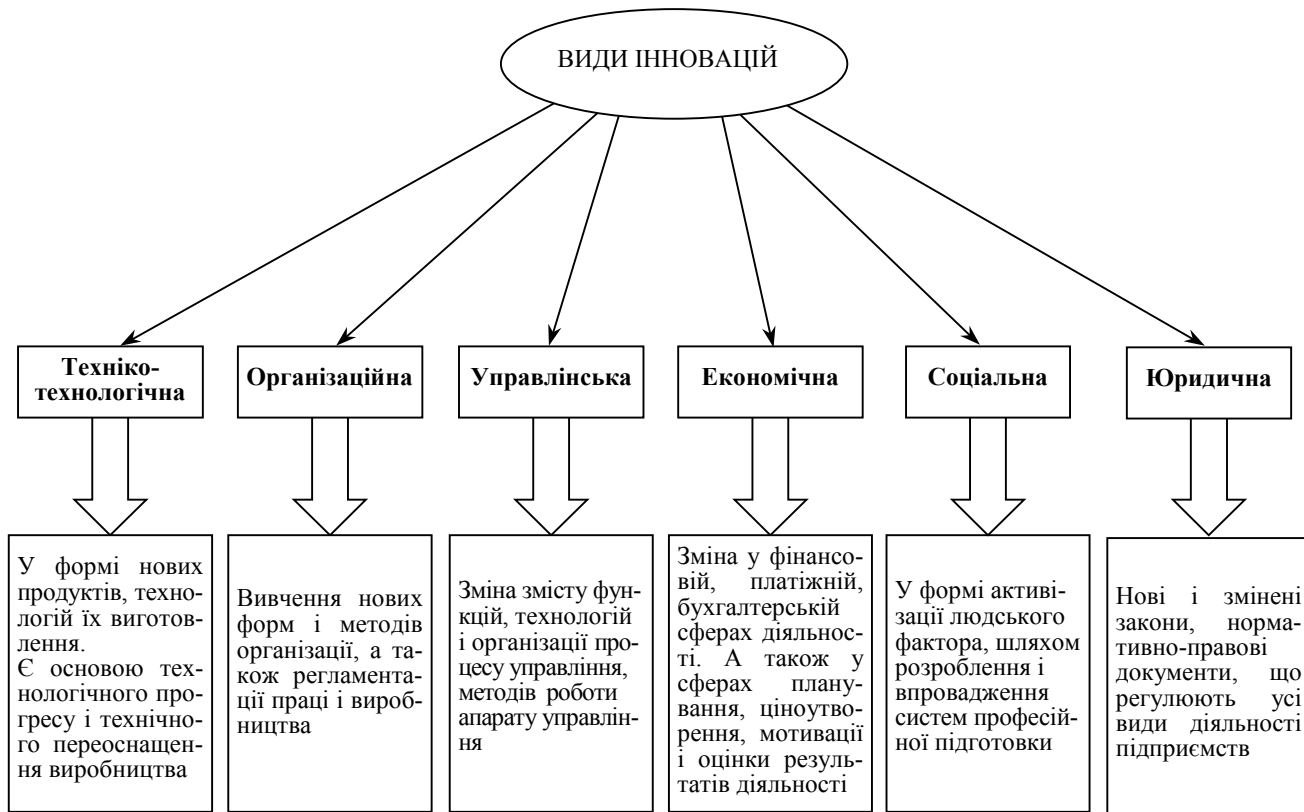 ВИДИ ІННОВАЦІЙ
Техніко-
технологічна
Організаційна
Управлінська
Економічна
Соціальна
Юридична
У формі нових
продуктів, техно-
логій їх виготов-
лення.
Є основою тех-
нологічного про-
гресу і технічно-
го переоснащен-
ня виробництва
Вивчення нових
форм і методів
організації, а та-
кож регламента-
ції праці і вироб-
ництва
Зміна змісту фун-
кцій, технологій
і організації про-
цесу управління,
методів роботи
апарату управлін-
ня
Зміна у фінансо-
вій, платіжній,
бухгалтерській
сферах діяльнос-
ті. А також у
сферах плану-
вання, ціноутво-
рення, мотивації
і оцінки резуль-
татів діяльності
У формі активі-
зації людського
фактора, шляхом
розроблення і
впровадження
систем професій-
ної підготовки
Нові і змінені
закони, норма-
тивно-правові
документи, що
регулюють усі
види діяльності
підприємств